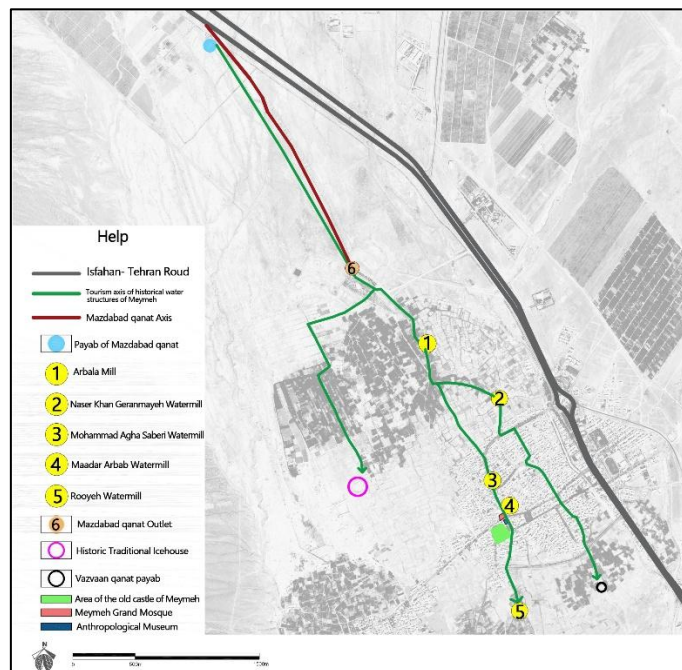 6
1
2
3
4
5
Help
Isfahan- Tehran Roud
Tourism axis of historical water
structures of Meymeh
Mazdabad qanat Axis
Payab of Mazdabad qanat
1 Arbala Mill
2 Naser Khan Geranmayeh Watermill
3 Mohammad Agha Saberi Watermill
4 Maadar Arbab Watermill
5 Rooyeh Watermill
6 Mazdabad qanat Outlet
Historic Traditional Icehouse
Vazvaan qanat payab
Area of the old castle of Meymeh
Meymeh Grand Mosque
Anthropological Museum
N
0 500m 1000m